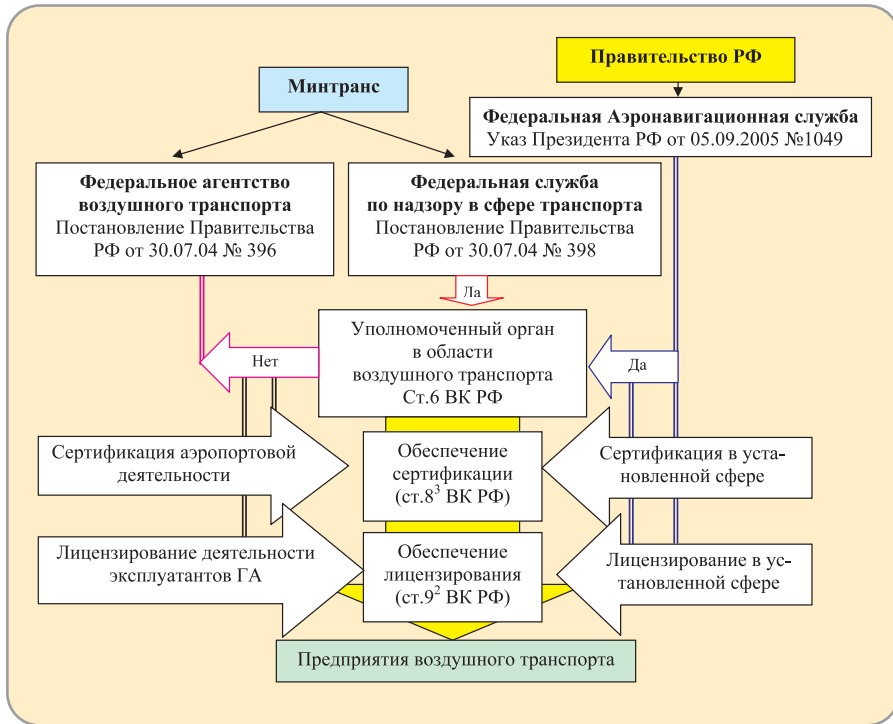 Правительство РФ
Минтранс
Федеральная Аэронавигационная служба
Указ Президента РФ от 05.09.2005 №1049
Федеральное агентство
воздушного транспорта
Постановление Правительства
РФ от 30.07.04 № 396
Федеральная служба
по надзору в сфере транспорта
Постановление Правительства
РФ от 30.07.04 № 398
Да
Уполномоченный орган
в области
воздушного транспорта
Ст.6 ВК РФ
Нет
Да
Сертификация аэропортовой
деятельности
Обеспечение
сертификации
(ст.8³ ВК РФ)
Сертификация в уста-
новленной сфере
Лицензирование деятельности
эксплуатантов ГА
Обеспечение
лицензирования
(ст.9² ВК РФ)
Лицензирование в ус-
тановленной сфере
Предприятия воздушного транспорта